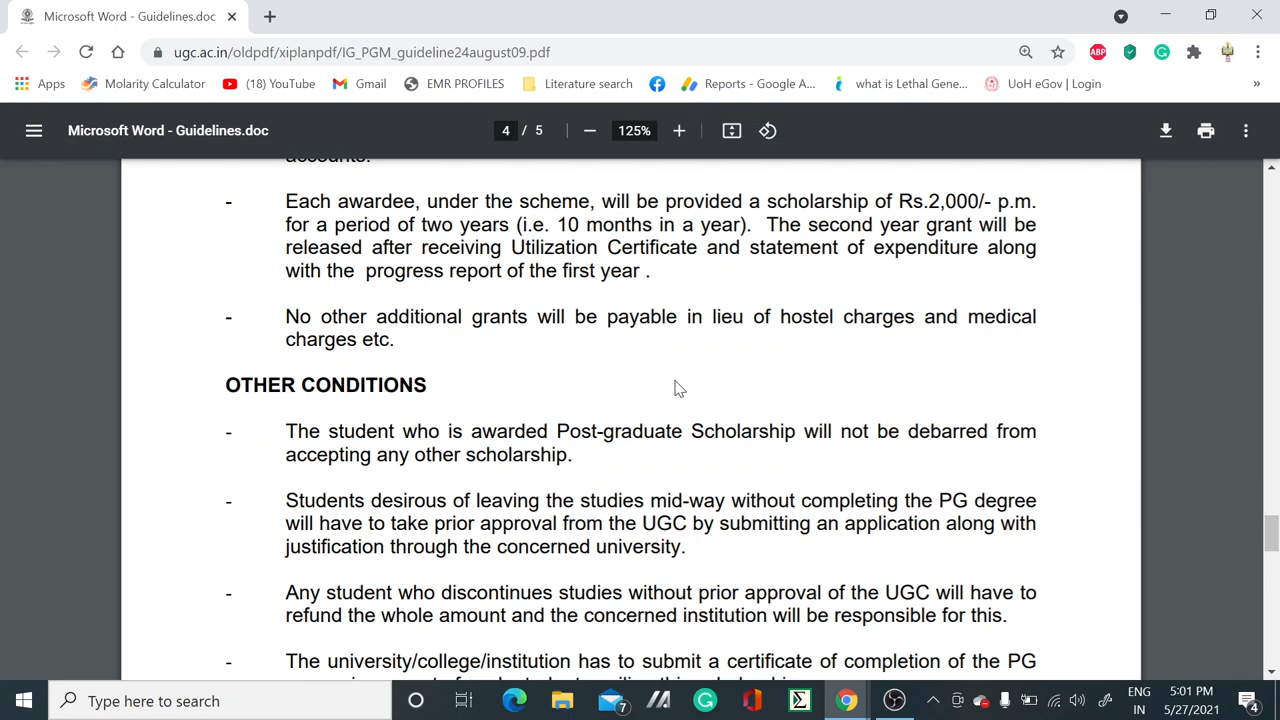 Microsoft Word - Guidelines.doc
ugc.ac.in/oldpdf/xiplanpdf/IG_PGM_guideline24august09.pdf
ABP
Apps Molarity Calculator (18) YouTube Gmail EMR PROFILES Literature search Reports - Google A... what is Lethal Gene... UoH eGov | Login »
Microsoft Word - Guidelines.doc 4 / 5 125%
accounts.
- Each awardee, under the scheme, will be provided a scholarship of Rs.2,000/- p.m.
for a period of two years (i.e. 10 months in a year). The second year grant will be
released after receiving Utilization Certificate and statement of expenditure along
with the progress report of the first year .
- No other additional grants will be payable in lieu of hostel charges and medical
charges etc.
OTHER CONDITIONS
- The student who is awarded Post-graduate Scholarship will not be debarred from
accepting any other scholarship.
- Students desirous of leaving the studies mid-way without completing the PG degree
will have to take prior approval from the UGC by submitting an application along with
justification through the concerned university.
- Any student who discontinues studies without prior approval of the UGC will have to
refund the whole amount and the concerned institution will be responsible for this.
- The university/college/institution has to submit a certificate of completion of the PG
Type here to search
7
ENG
IN
5:01 PM
5/27/2021
4